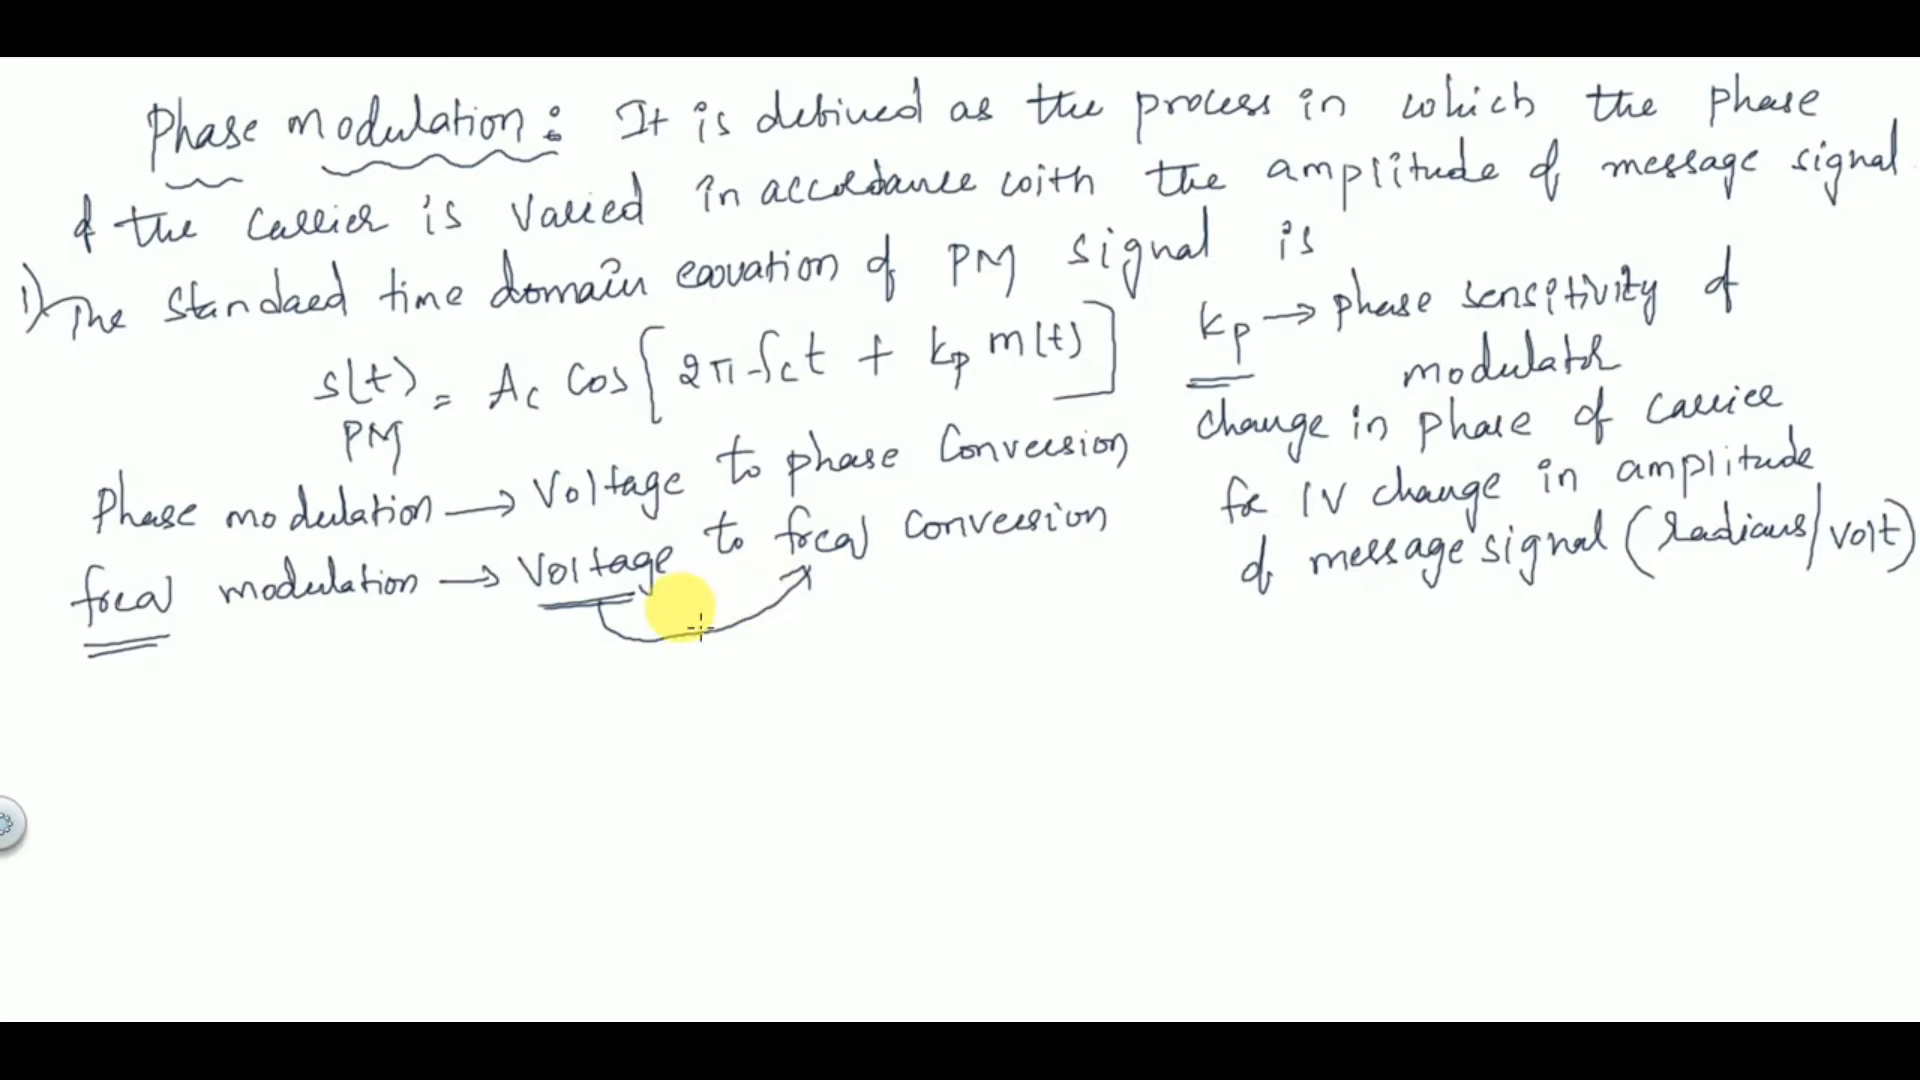 Phase modulation: It is defined as the process in which the phase
of the carrier is varied in accordance with the amplitude of message signal
1) The standard time domain equation of PM signal is
s(t) = Ac Cos[2π fc t + kp m(t)]
PM
kp → phase sensitivity of
modulator
change in phase of carrier
for 1V change in amplitude
of message signal (radians/volt)
Phase modulation → Voltage to phase Conversion
freq modulation → Voltage to freq conversion